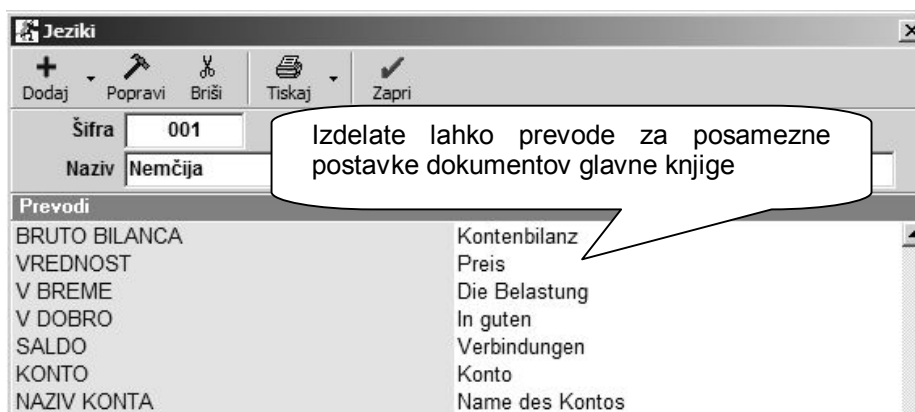 Jeziki
Dodaj Popravi Briši Tiskaj Zapri
Šifra 001
Naziv Nemčija
Izdelate lahko prevode za posamezne
postavke dokumentov glavne knjige
Prevodi
BRUTO BILANCA Kontenbilanz
VREDNOST Preis
V BREME Die Belastung
V DOBRO In guten
SALDO Verbindungen
KONTO Konto
NAZIV KONTA Name des Kontos